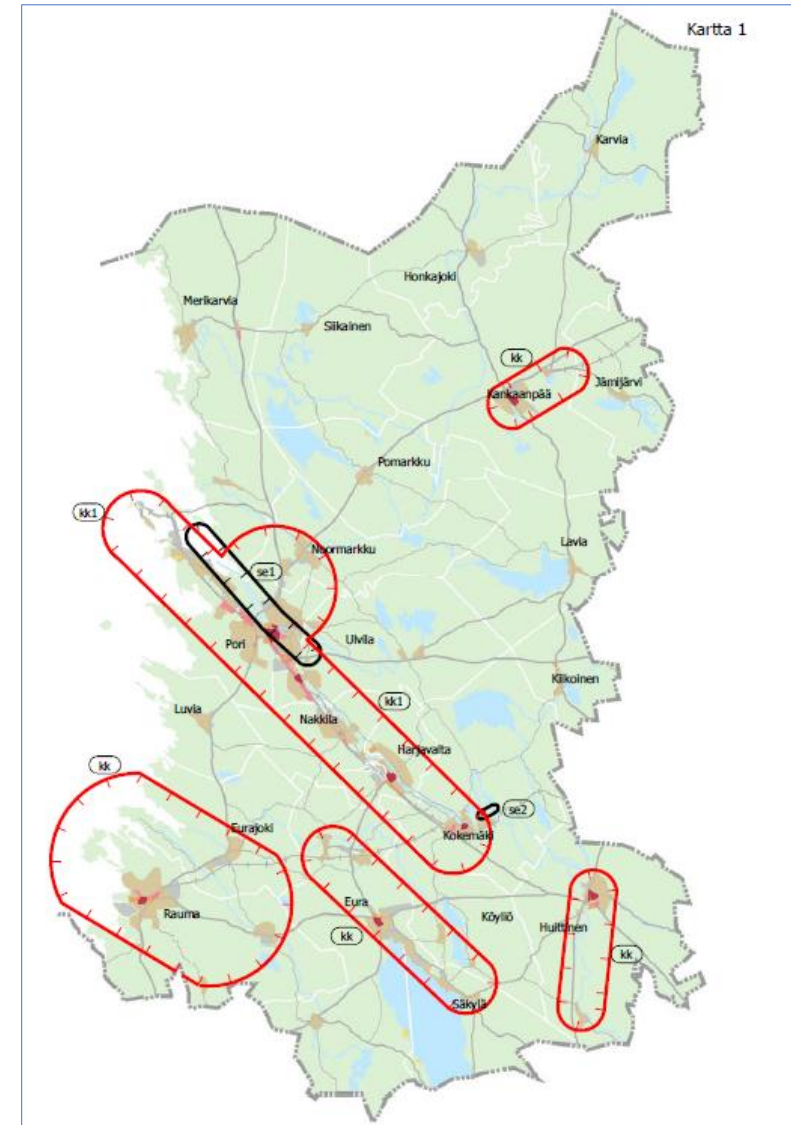 Kartta 1
Karvia
Honkajoki
Merikarvia
Siikainen
kk
Jämijärvi
Kankaanpää
Pomarkku
kk1
Noormarkku
Lavia
se1
Pori
Ulvila
Kiikoinen
kk1
Luvia
Nakkila
Harjavalta
kk
se2
Eurajoki
Kokemäki
Eura
Rauma
Köyliö
Huittinen
kk
kk
Säkylä